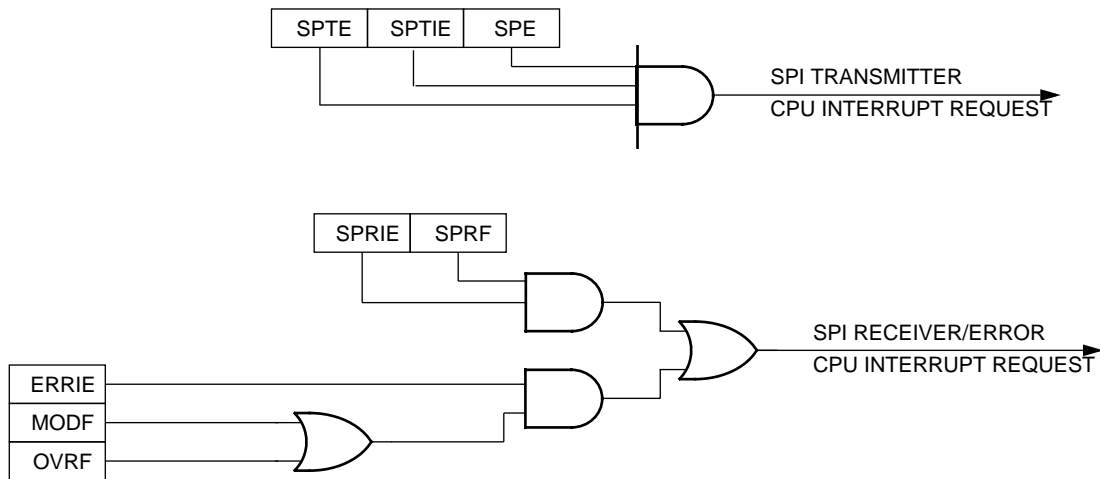 SPTE SPTIE SPE
SPI TRANSMITTER
CPU INTERRUPT REQUEST
SPRIE SPRF
SPI RECEIVER/ERROR
CPU INTERRUPT REQUEST
ERRIE
MODF
OVRF